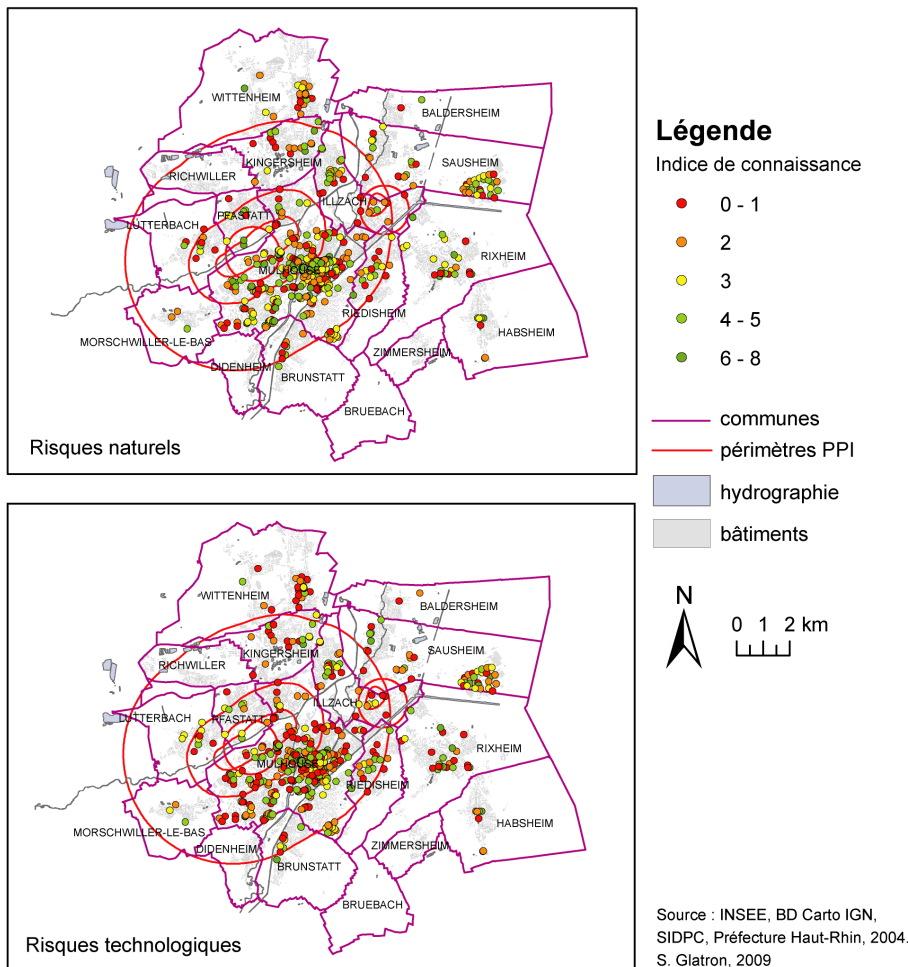 WITTENHEIM
BALDERSHEIM
KINGERSHEIM
SAUSHEIM
RICHWILLER
ILLZACH
PFASTATT
LUTTERBACH
RIXHEIM
MULHOUSE
RIEDISHEIM
HABSHEIM
MORSCHWILLER-LE-BAS
ZIMMERSHEIM
DIDENHEIM
BRUNSTATT
BRUEBACH
Risques naturels
WITTENHEIM
BALDERSHEIM
KINGERSHEIM
SAUSHEIM
RICHWILLER
ILLZACH
LUTTERBACH
PFASTATT
RIXHEIM
MULHOUSE
RIEDISHEIM
HABSHEIM
MORSCHWILLER-LE-BAS
DIDENHEIM
ZIMMERSHEIM
BRUNSTATT
BRUEBACH
Risques technologiques
Légende
Indice de connaissance
0 - 1
2
3
4 - 5
6 - 8
communes
périmètres PPI
hydrographie
bâtiments
N
0 1 2 km
Source : INSEE, BD Carto IGN,
SIDPC, Préfecture Haut-Rhin, 2004.
S. Glatron, 2009